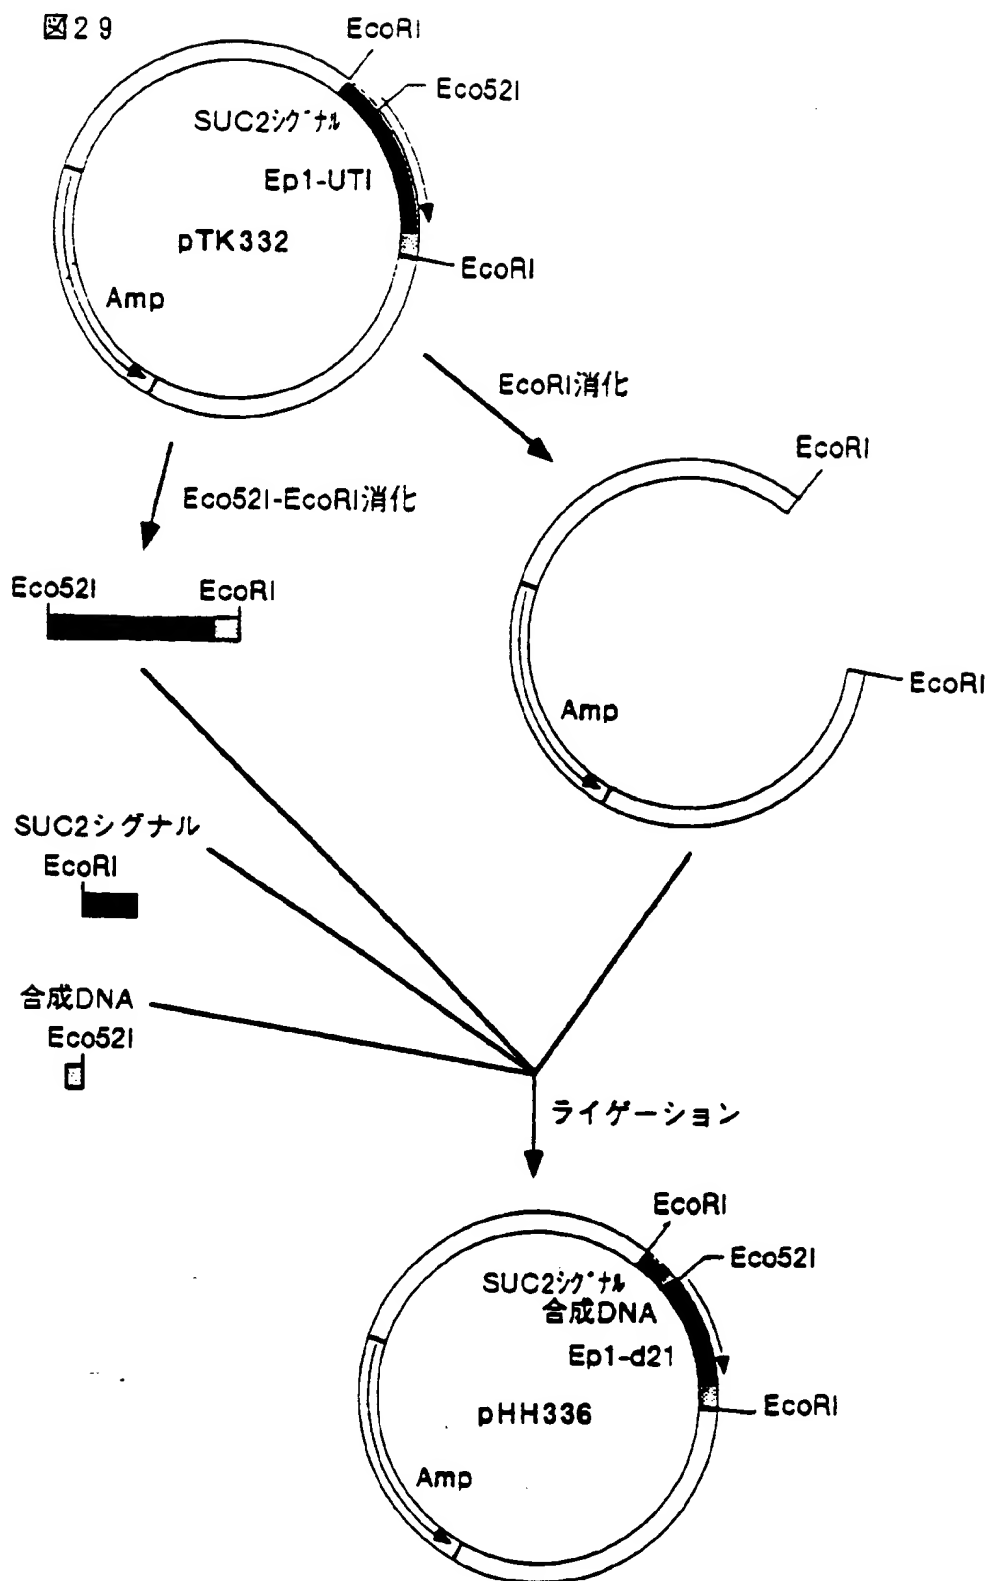 図29
EcoRI
Eco52I
SUC2シグナル
Ep1-UTI
pTK332
EcoRI
Amp
EcoRI消化
EcoRI
Eco52I-EcoRI消化
Eco52I
EcoRI
EcoRI
Amp
SUC2シグナル
EcoRI
合成DNA
Eco52I
ライゲーション
EcoRI
Eco52I
SUC2シグナル
合成DNA
Ep1-d21
EcoRI
pHH336
Amp